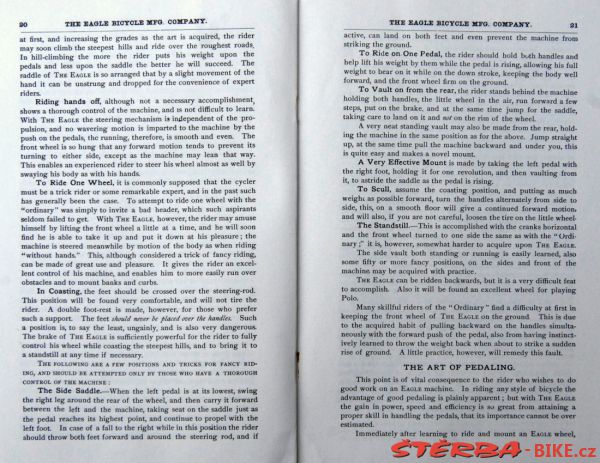 20 THE EAGLE BICYCLE MFG. COMPANY.
at first, and increasing the grades as the art is acquired, the rider
may soon climb the steepest hills and ride over the roughest roads.
In hill-climbing the more the rider puts his weight upon the
pedals and less upon the saddle the better he will succeed. The
saddle of THE EAGLE is so arranged that by a slight movement of the
hand it can be unstrung and dropped for the convenience of expert
riders.
Riding hands off, although not a necessary accomplishment,
shows a thorough control of the machine, and is not difficult to learn.
With THE EAGLE the steering mechanism is independent of the pro-
pulsion, and no wavering motion is imparted to the machine by the
push on the pedals, the running, therefore, is smooth and even. The
front wheel is so hung that any forward motion tends to prevent its
turning to either side, except as the machine may lean that way.
This enables an experienced rider to steer his wheel almost as well by
swaying his body as with his hands.
To Ride One Wheel, it is commonly supposed that the cycler
must be a trick rider or some remarkable expert, and in the past such
has generally been the case. To attempt to ride one wheel with the
"ordinary" was simply to invite a bad header, which such aspirants
seldom failed to get. With THE EAGLE, however, the rider may amuse
himself by lifting the front wheel a little at a time, and he will soon
find he is able to take it up and put it down at his pleasure; the
machine is steered meanwhile by motion of the body as when riding
"without hands." This, although considered a trick of fancy riding,
can be made of great use and pleasure. It gives the rider an excel-
lent control of his machine, and enables him to more easily run over
obstacles and to mount banks and curbs.
In Coasting, the feet should be crossed over the steering-rod.
This position will be found very comfortable, and will not tire the
rider. A double foot-rest is made, however, for those who prefer
such a support. The feet should never be placed over the handles. Such
a position, is, to say the least, ungainly, and is also very dangerous.
The brake of THE EAGLE is sufficiently powerful for the rider to fully
control his wheel while coasting the steepest hills, and to bring it to
a standstill at any time if necessary.
THE FOLLOWING ARE A FEW POSITIONS AND TRICKS FOR FANCY RID-
ING, AND SHOULD BE ATTEMPTED ONLY BY THOSE WHO HAVE A THOROUGH
CONTROL OF THE MACHINE:
The Side Saddle.—When the left pedal is at its lowest, swing
the right leg around the rear of the wheel, and then carry it forward
between the left and the machine, taking seat on the saddle just as
the pedal reaches its highest point, and continue to propel with the
left foot. In case of a fall to the right while in this position the rider
should throw both feet forward and around the steering rod, and if
THE EAGLE BICYCLE MFG. COMPANY. 21
active, can land on both feet and even prevent the machine from
striking the ground.
To Ride on One Pedal, the rider should hold both handles and
help lift his weight by them while the pedal is rising, allowing his full
weight to bear on it while on the down stroke, keeping the body well
forward, and the front wheel firm on the ground.
To Vault on from the rear, the rider stands behind the machine
holding both handles, the little wheel in the air, run forward a few
steps, put on the brake, and at the same time jump for the saddle,
taking care to land on it and not on the rim of the wheel.
A very neat standing vault may also be made from the rear, hold-
ing the machine in the same position as for the above. Jump straight
up, at the same time pull the machine backward and under you, this
is quite easy and makes a novel mount.
A Very Effective Mount is made by taking the left pedal with
the right foot, holding it for one revolution, and then vaulting from
it, to astride the saddle as the pedal is rising.
To Scull, assume the coasting position, and putting as much
weight as possible forward, turn the handles alternately from side to
side, this, on a smooth floor will give a continued forward motion,
and will also, if you are not careful, loosen the tire on the little wheel
The Standstill.—This is accomplished with the cranks horizontal
and the front wheel turned to one side the same as with the "Ordi-
nary;" it is, however, somewhat harder to acquire upon THE EAGLE.
The side vault both standing or running is easily learned, also
some fifty or more fancy positions, on the sides and front of the
machine may be acquired with practice.
THE EAGLE can be ridden backwards, but it is a very difficult feat
to accomplish. Also it will be found an excellent wheel for playing
Polo.
Many skillful riders of the "Ordinary" find a difficulty at first in
keeping the front wheel of THE EAGLE on the ground. This is due
to the acquired habit of pulling backward on the handles simulta-
neously with the forward push of the pedal, also from having instinct-
ively learned to throw the weight back when about to strike a sudden
rise of ground. A little practice, however, will remedy this fault.
THE ART OF PEDALING.
This point is of vital consequence to the rider who wishes to do
good work on an EAGLE machine. In riding any style of bicycle the
advantage of good pedaling is plainly apparent; but with THE EAGLE
the gain in power, speed and efficiency is so great from attaining a
proper skill in handling the pedals, that its importance cannot be over
estimated.
Immediately after learning to ride and mount an EAGLE wheel,
ŠTĚRBA-BIKE.cz